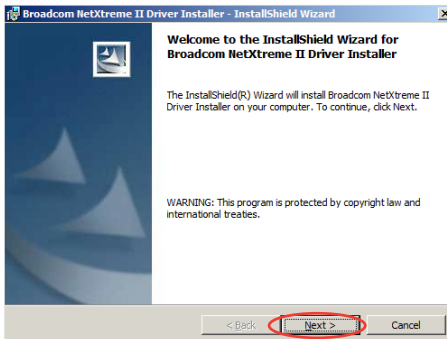 Broadcom NetXtreme II Driver Installer - InstallShield Wizard
Welcome to the InstallShield Wizard for
Broadcom NetXtreme II Driver Installer
The InstallShield(R) Wizard will install Broadcom NetXtreme II
Driver Installer on your computer. To continue, click Next.
WARNING: This program is protected by copyright law and
international treaties.
< Back Next > Cancel